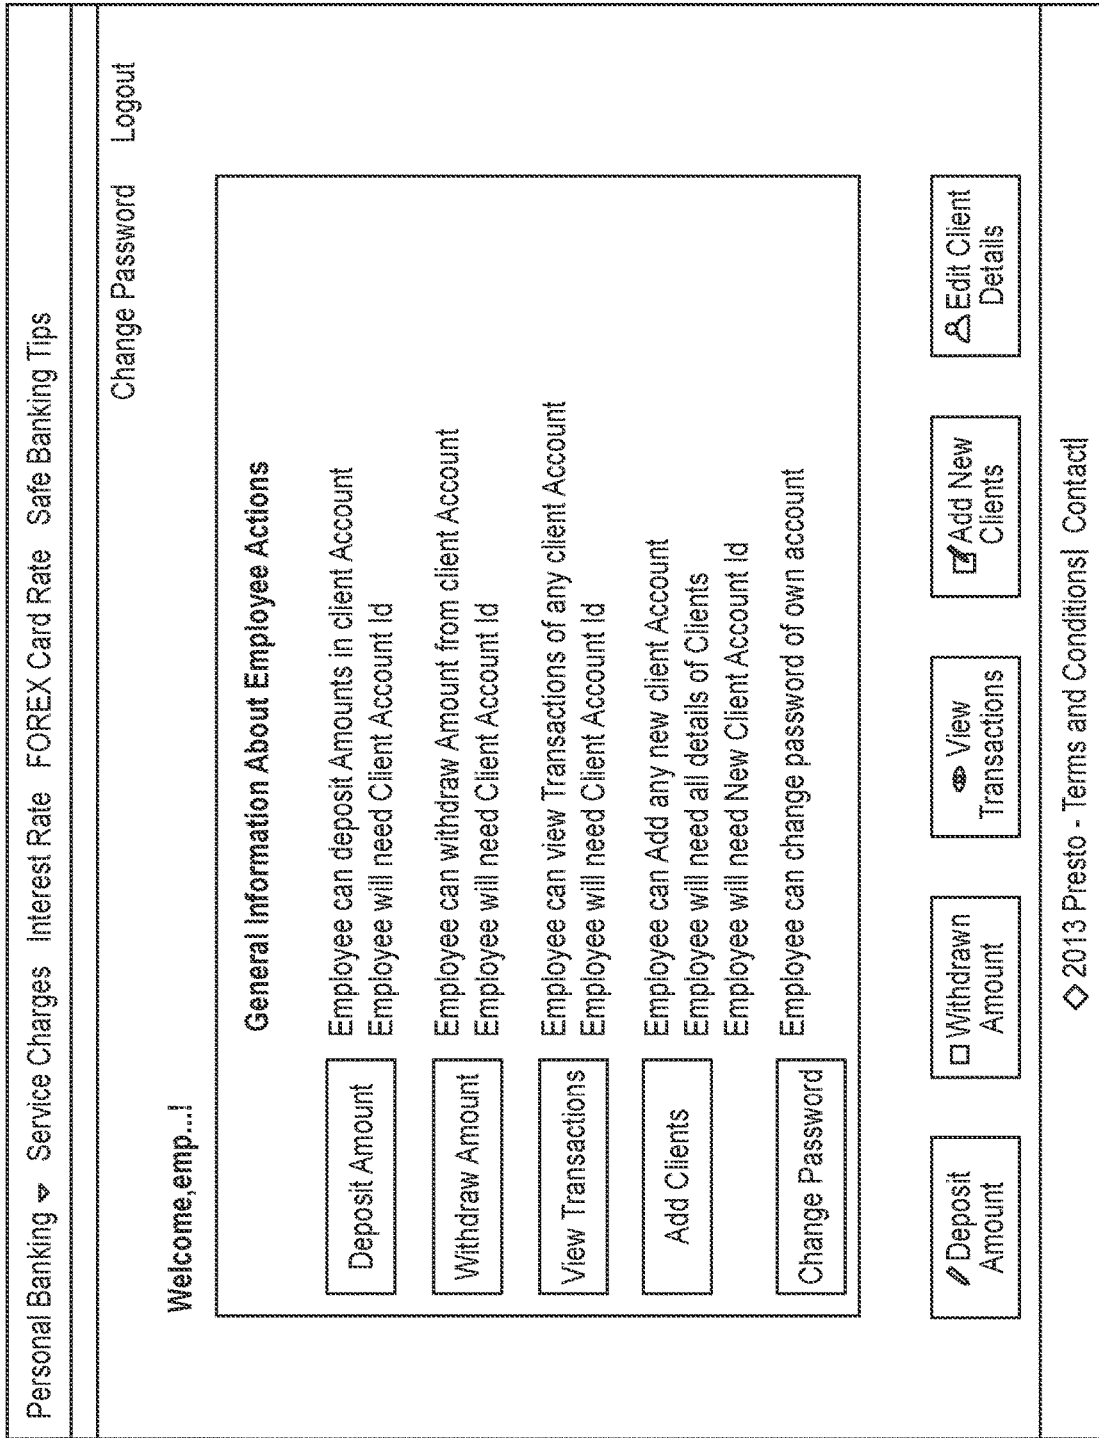 Personal Banking Service Charges Interest Rate FOREX Card Rate Safe Banking Tips
Change Password Logout
Welcome,emp...!
General Information About Employee Actions
Deposit Amount Employee can deposit Amounts in client Account
Employee will need Client Account Id
Withdraw Amount Employee can withdraw Amount from client Account
Employee will need Client Account Id
View Transactions Employee can view Transactions of any client Account
Employee will need Client Account Id
Add Clients Employee can Add any new client Account
Employee will need all details of Clients
Employee will need New Client Account Id
Change Password Employee can change password of own account
Deposit Amount
Withdrawn Amount
View Transactions
Add New Clients
Edit Client Details
2013 Presto - Terms and Conditions| Contact|